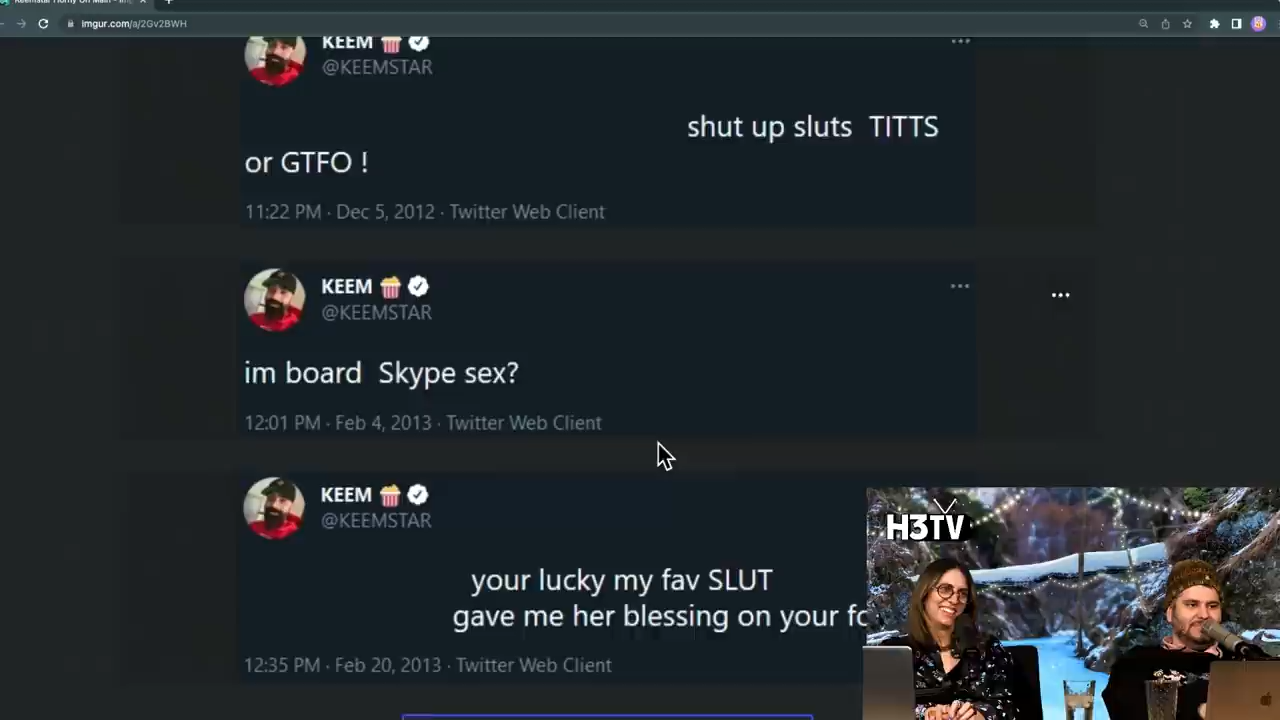 imgur.com/a/2Gv2BWH
KEEM
@KEEMSTAR
shut up sluts TITTS
or GTFO !
11:22 PM · Dec 5, 2012 · Twitter Web Client
KEEM
@KEEMSTAR
im board Skype sex?
12:01 PM · Feb 4, 2013 · Twitter Web Client
KEEM
@KEEMSTAR
your lucky my fav SLUT
gave me her blessing on your
12:35 PM · Feb 20, 2013 · Twitter Web Client
H3TV